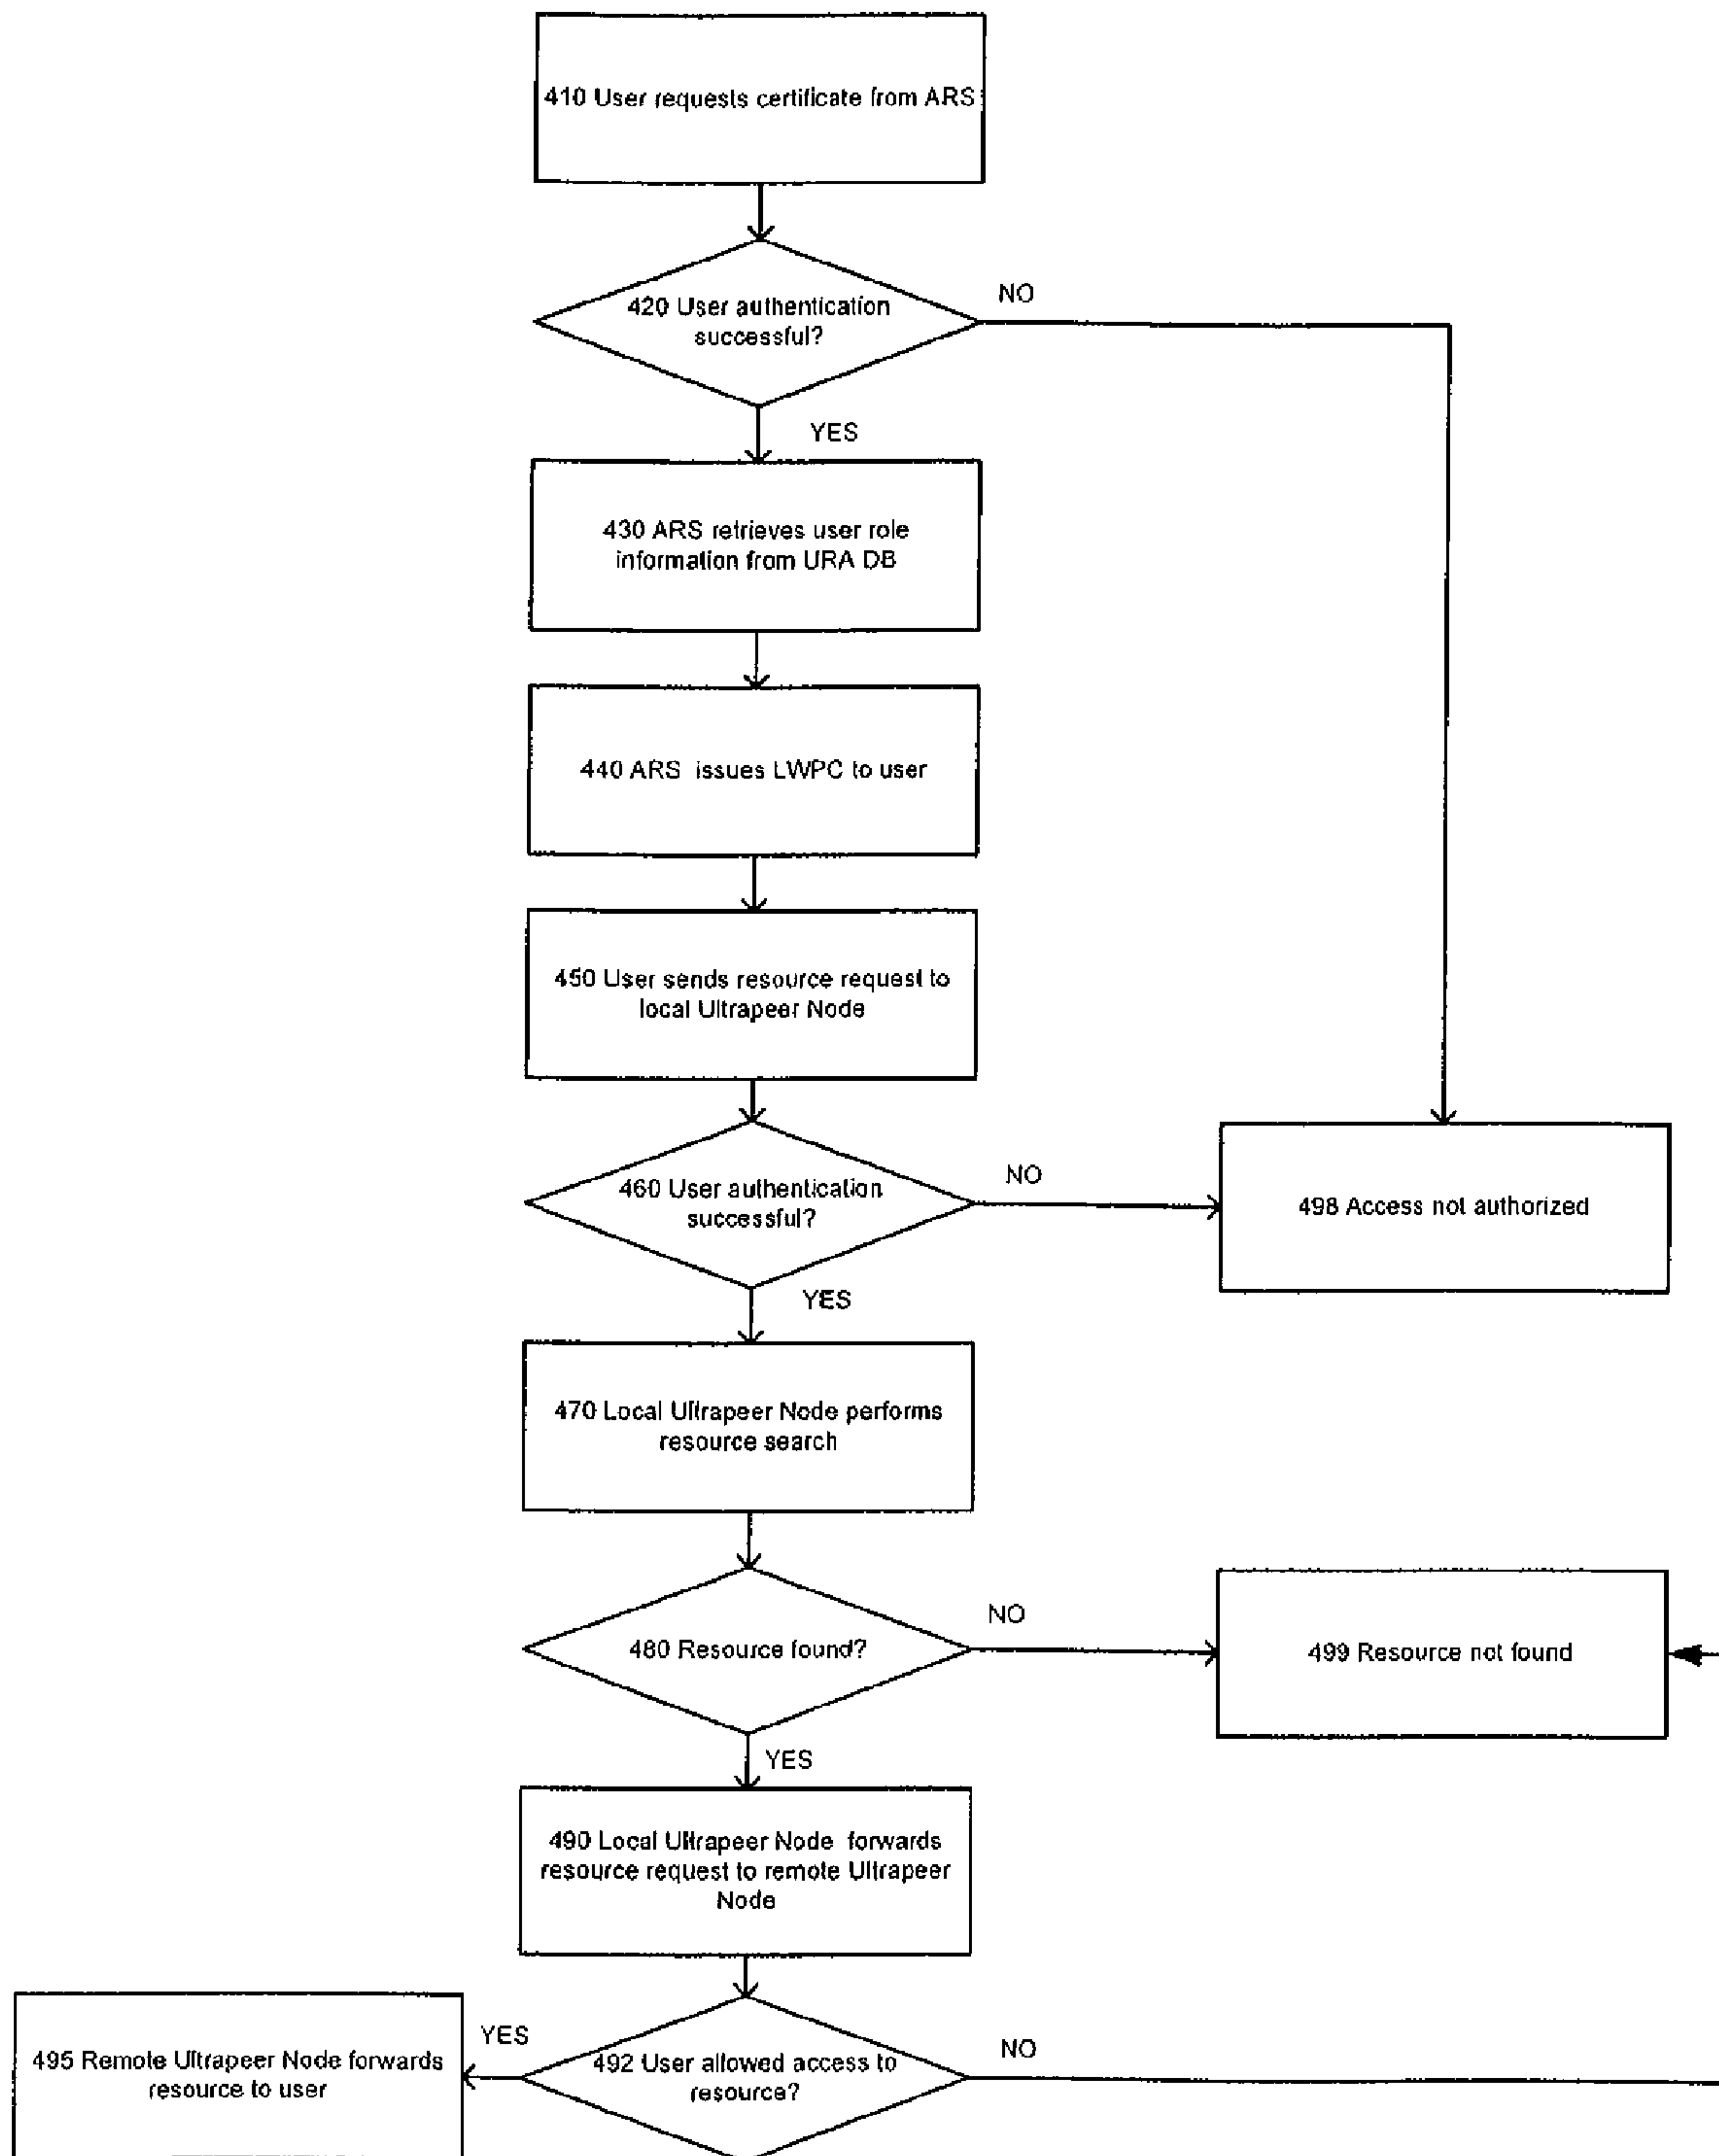 410 User requests certificate from ARS
420 User authentication
successful?
NO
YES
430 ARS retrieves user role
information from URA DB
440 ARS issues LWPC to user
450 User sends resource request to
local Ultrapeer Node
460 User authentication
successful?
NO
498 Access not authorized
YES
470 Local Ultrapeer Node performs
resource search
480 Resource found?
NO
499 Resource not found
YES
490 Local Ultrapeer Node forwards
resource request to remote Ultrapeer
Node
495 Remote Ultrapeer Node forwards
resource to user
YES
492 User allowed access to
resource?
NO